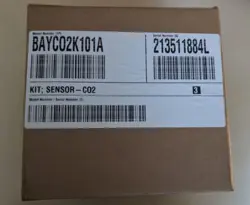 BAYCO2K101A
213511884L
KIT; SENSOR-CO2
3